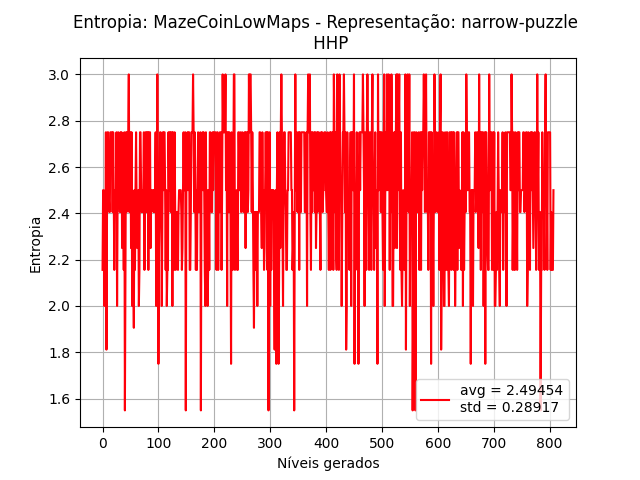 Entropia: MazeCoinLowMaps - Representação: narrow-puzzle
HHP
3.0
2.8
2.6
2.4
2.2
2.0
1.8
1.6
Entropia
avg = 2.49454
std = 0.28917
0 100 200 300 400 500 600 700 800
Níveis gerados